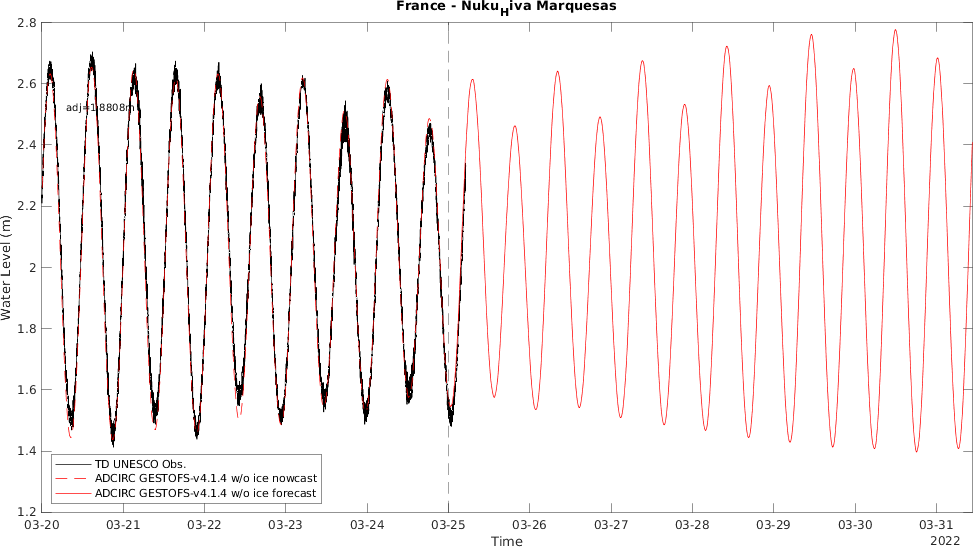 France - Nuku Hiva Marquesas
2.8
2.6
adj=1.8808m
2.4
2.2
2
1.8
1.6
1.4
1.2
Water Level (m)
TD UNESCO Obs.
ADCIRC GESTOFS-v4.1.4 w/o ice nowcast
ADCIRC GESTOFS-v4.1.4 w/o ice forecast
03-20 03-21 03-22 03-23 03-24 03-25 03-26 03-27 03-28 03-29 03-30 03-31
Time
2022